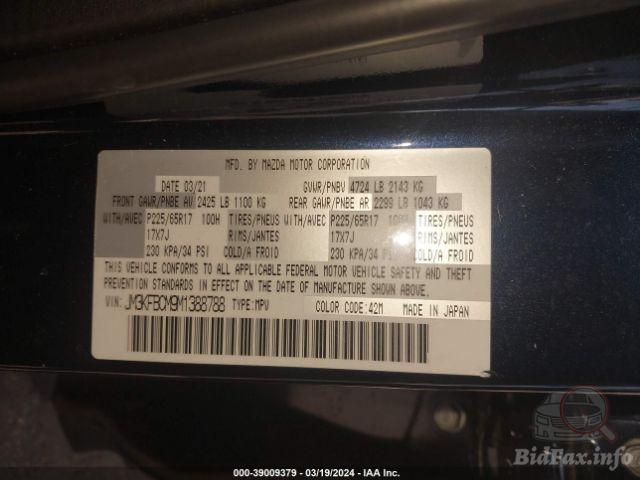 MFD. BY MAZDA MOTOR CORPORATION
DATE 03/21 GVWR/PNBV 4724 LB 2143 KG
FRONT GAWR/PNBE AV 2425 LB 1100 KG REAR GAWR/PNBE AR 2299 LB 1043 KG
WITH/AVEC P225/65R17 100H TIRES/PNEUS WITH/AVEC P225/65R17 TIRES/PNEUS
17X7J RIMS/JANTES 17X7J RIMS/JANTES
230 KPA/34 PSI COLD/A FROID 230 KPA/34 PSI COLD/A FROID
THIS VEHICLE CONFORMS TO ALL APPLICABLE FEDERAL MOTOR VEHICLE SAFETY AND THEFT
PREVENTION STANDARDS IN EFFECT ON THE DATE OF MANUFACTURE SHOWN ABOVE.
VIN: JM3KFBCM9M1388788 TYPE:MPV COLOR CODE:42M MADE IN JAPAN
BidFax.info
(000) 39009379 - 03/19/2024 - IAA Inc.